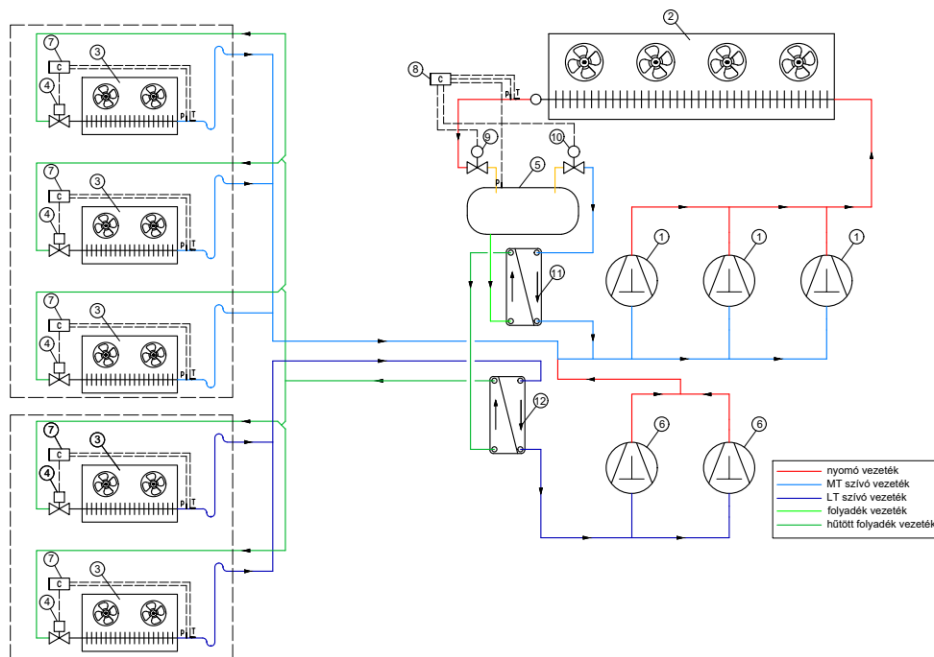 2
7
3
4
C
P T
8
C
P T
9
10
5
P
7
3
4
C
P T
1
1
1
11
7
3
4
C
P T
12
6
6
7
3
4
C
P T
7
3
4
C
P T
nyomó vezeték
MT szívó vezeték
LT szívó vezeték
folyadék vezeték
hűtött folyadék vezeték